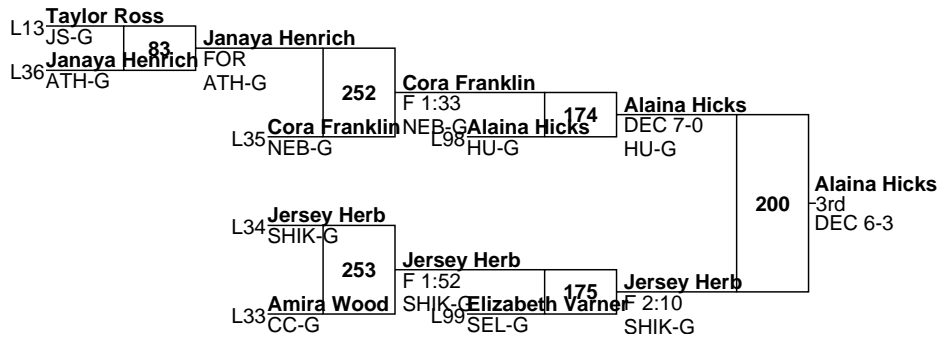 L13 Taylor Ross
JS-G
83
L36 Janaya Henrich
ATH-G
Janaya Henrich
FOR
ATH-G
252
L35 Cora Franklin
NEB-G
Cora Franklin
F 1:33
NEB-G
174
L98 Alaina Hicks
HU-G
Alaina Hicks
DEC 7-0
HU-G
200
Alaina Hicks
3rd
DEC 6-3
L34 Jersey Herb
SHIK-G
253
L33 Amira Wood
CC-G
Jersey Herb
F 1:52
SHIK-G
175
L99 Elizabeth Varner
SEL-G
Jersey Herb
F 2:10
SHIK-G